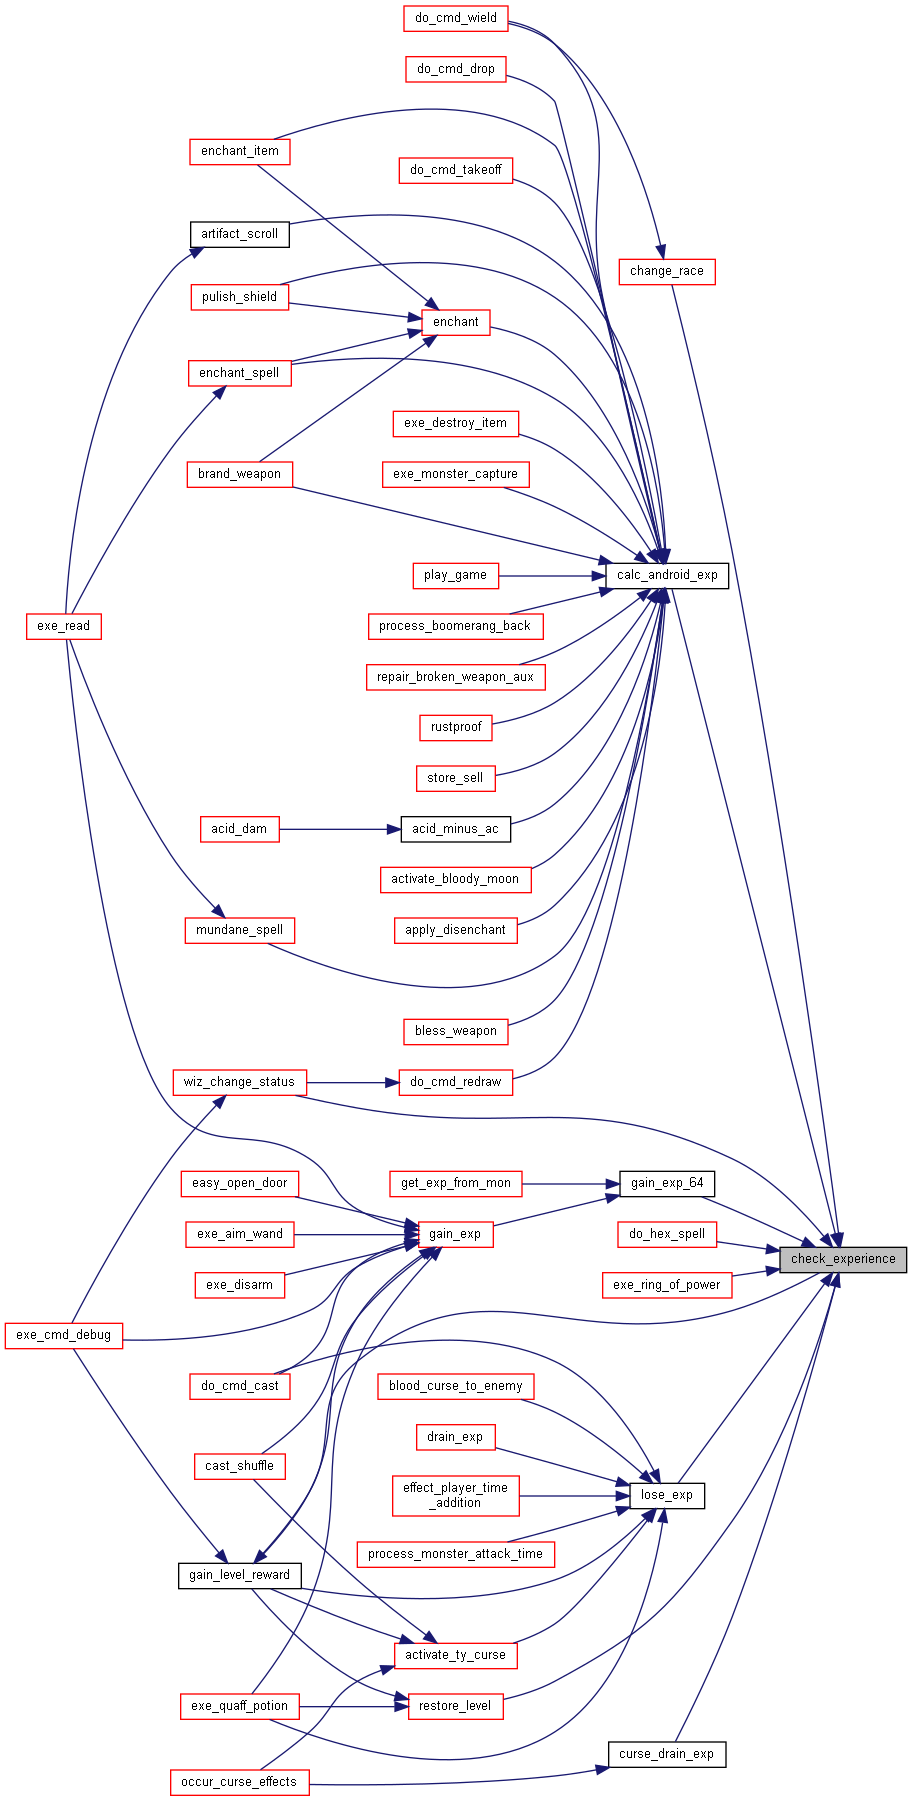 do_cmd_wield
do_cmd_drop
enchant_item
do_cmd_takeoff
artifact_scroll
change_race
pulish_shield
enchant
enchant_spell
exe_destroy_item
brand_weapon
exe_monster_capture
play_game
calc_android_exp
exe_read
process_boomerang_back
repair_broken_weapon_aux
rustproof
store_sell
acid_dam
acid_minus_ac
activate_bloody_moon
mundane_spell
apply_disenchant
bless_weapon
wiz_change_status
do_cmd_redraw
easy_open_door
get_exp_from_mon
gain_exp_64
exe_aim_wand
gain_exp
do_hex_spell
check_experience
exe_disarm
exe_ring_of_power
exe_cmd_debug
do_cmd_cast
blood_curse_to_enemy
drain_exp
cast_shuffle
effect_player_time
_addition
lose_exp
process_monster_attack_time
gain_level_reward
activate_ty_curse
exe_quaff_potion
restore_level
curse_drain_exp
occur_curse_effects